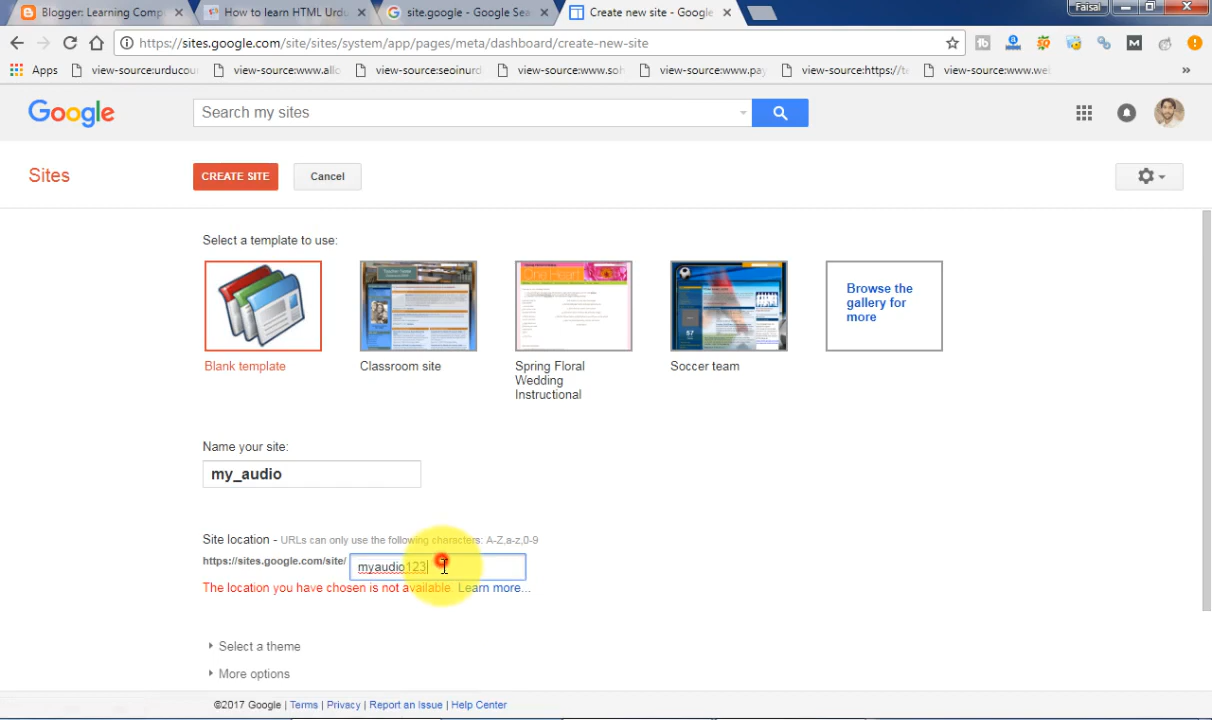 Blogger: Learning Comp
How to learn HTML Urdu
site.google - Google Sea
Create new site - Google
Faisal
https://sites.google.com/site/sites/system/app/pages/meta/dashboard/create-new-site
Apps
view-source:urducou
view-source:www.allo
view-source:seoinurd
view-source:www.soh
view-source:www.pay
view-source:https://te
view-source:www.wel
Google
Search my sites
Sites
CREATE SITE
Cancel
Select a template to use:
Browse the
gallery for
more
Blank template
Classroom site
Spring Floral
Wedding
Instructional
Soccer team
Name your site:
my_audio
Site location - URLs can only use the following characters: A-Z,a-z,0-9
https://sites.google.com/site/
myaudio123
The location you have chosen is not available. Learn more...
Select a theme
More options
©2017 Google | Terms | Privacy | Report an Issue | Help Center